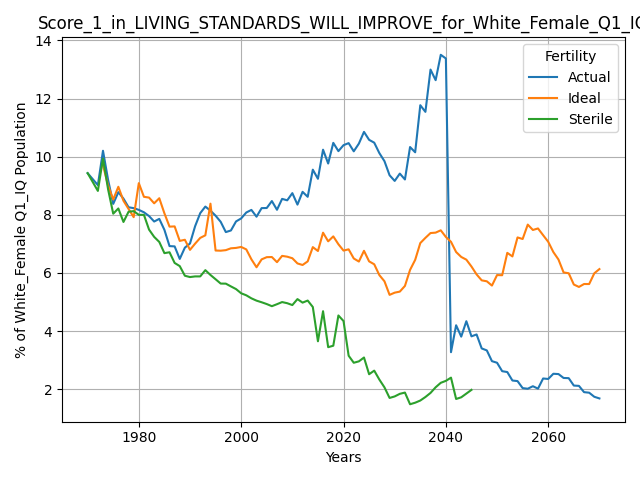 Score_1_in_LIVING_STANDARDS_WILL_IMPROVE_for_White_Female_Q1_IQ
14
12
10
8
6
4
2
% of White_Female Q1_IQ Population
Fertility
Actual
Ideal
Sterile
1980
2000
2020
2040
2060
Years